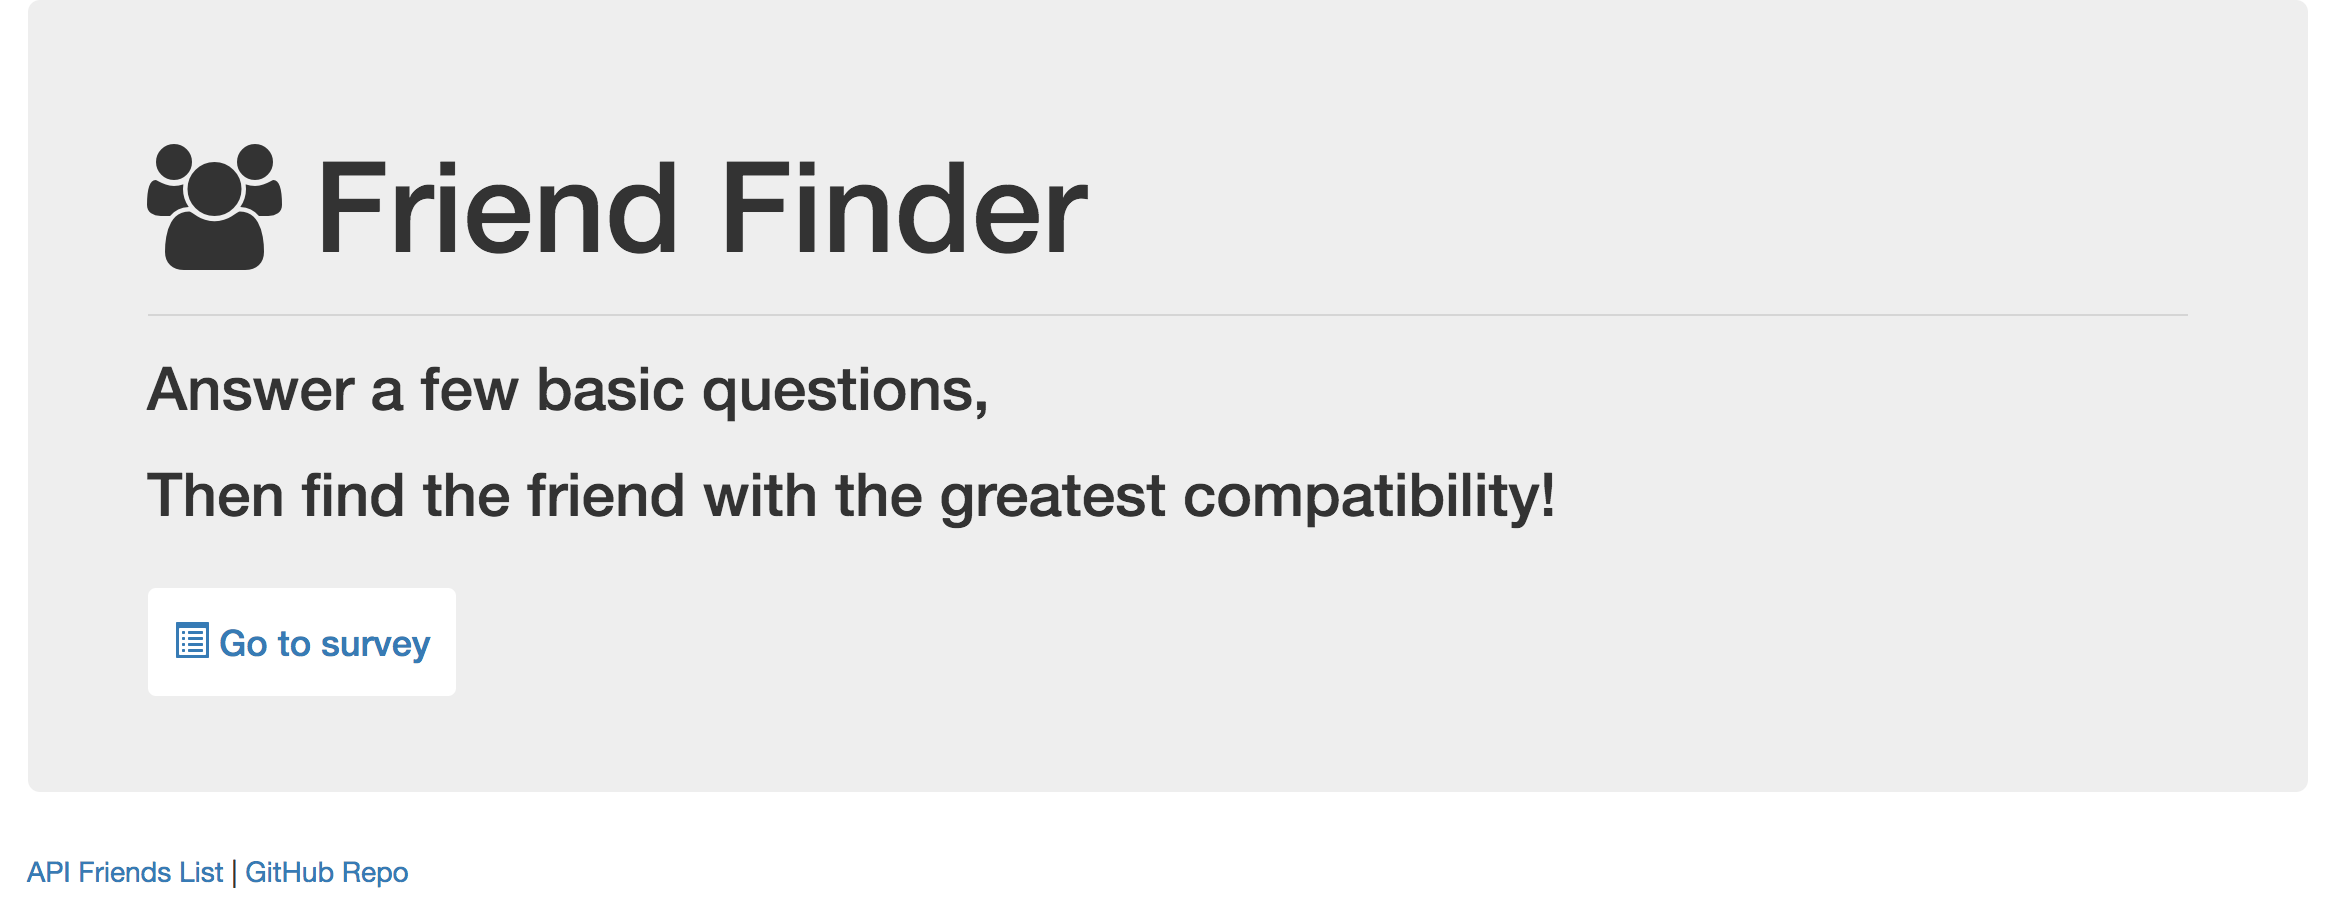 Friend Finder
Answer a few basic questions,
Then find the friend with the greatest compatibility!
Go to survey
API Friends List | GitHub Repo